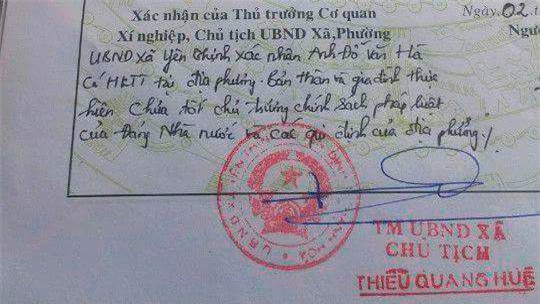 Xác nhận của Thủ trưởng Cơ quan
Xí nghiệp, Chủ tịch UBND Xã,Phường
Ngày.02.t
Ngư
UBND xã Yên Thịnh xác nhận Anh Đỗ Văn Hà
Có HKTT tại địa phương. Bản thân và gia đình thực
hiện chưa tốt chủ trương chính sách pháp luật
của Đảng Nhà nước và các qui định của địa phương./.
TM UBND XÃ
CHỦ TỊCH
THIỀU QUANG HUỆ